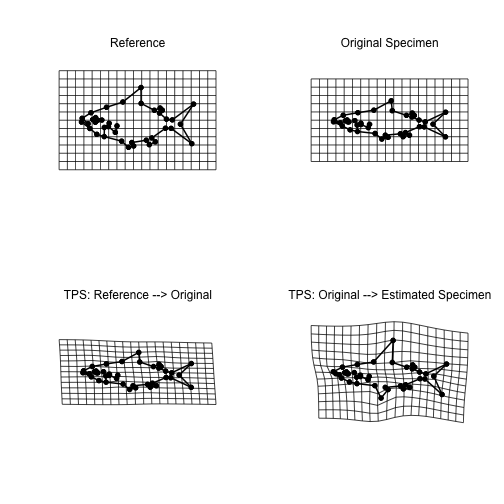 Reference
Original Specimen
TPS: Reference --> Original
TPS: Original --> Estimated Specimen